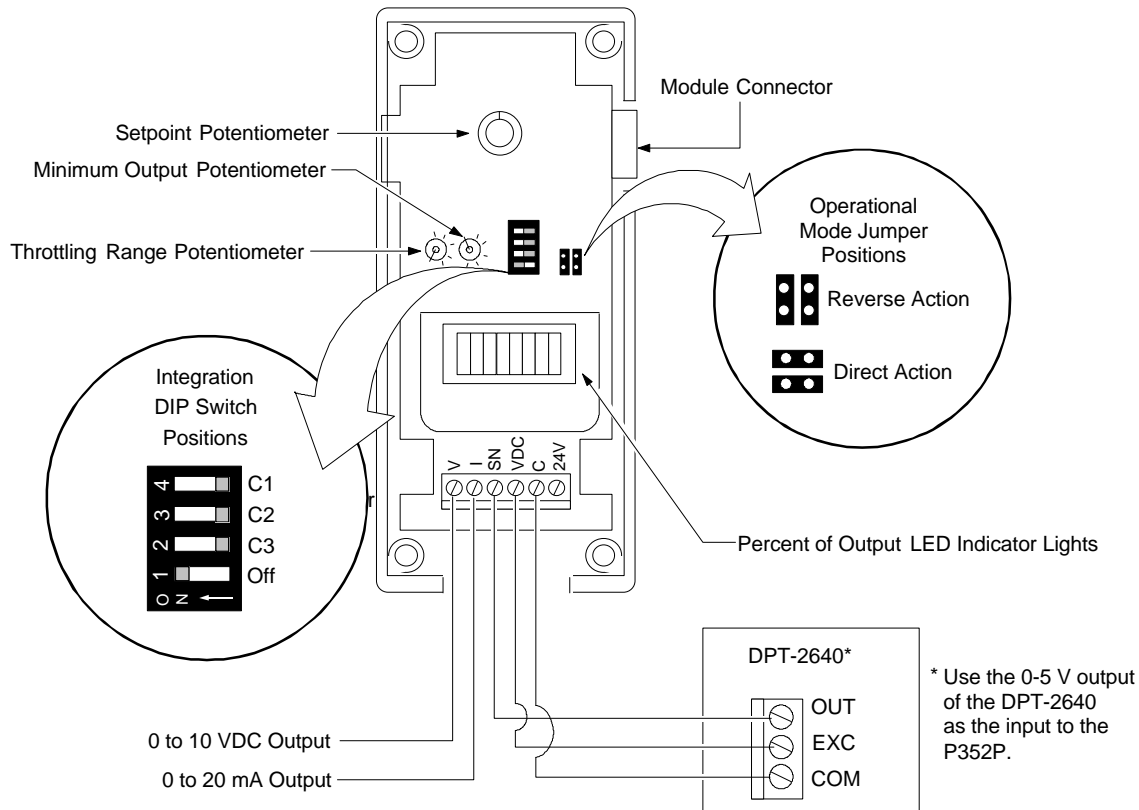 Module Connector
Setpoint Potentiometer
Minimum Output Potentiometer
Throttling Range Potentiometer
Operational
Mode Jumper
Positions
Reverse Action
Direct Action
Integration
DIP Switch
Positions
4 C1
3 C2
2 C3
1 Off
ON
r
V I SN VDC C 24V
Percent of Output LED Indicator Lights
DPT-2640*
OUT
EXC
COM
* Use the 0-5 V output
of the DPT-2640
as the input to the
P352P.
0 to 10 VDC Output
0 to 20 mA Output